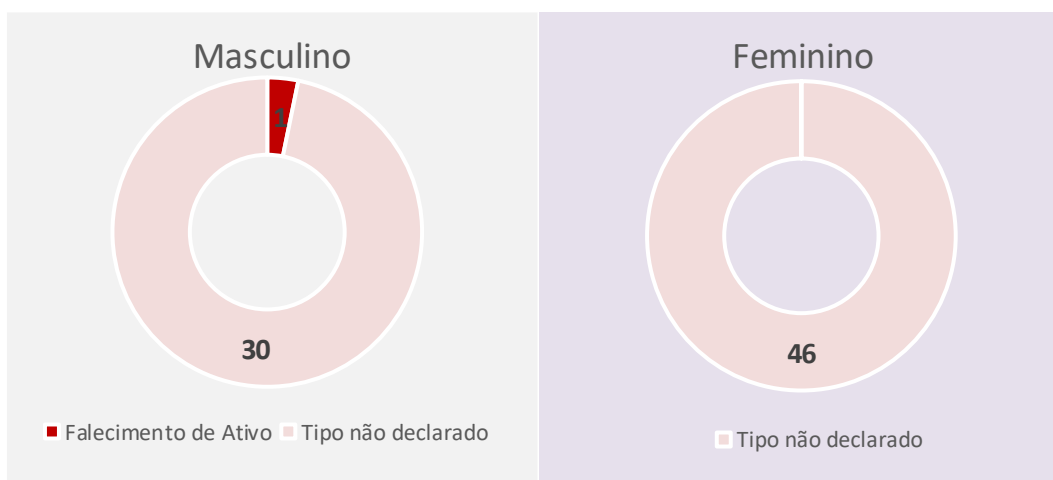 Masculino
1
30
Falecimento de Ativo Tipo não declarado
Feminino
46
Tipo não declarado